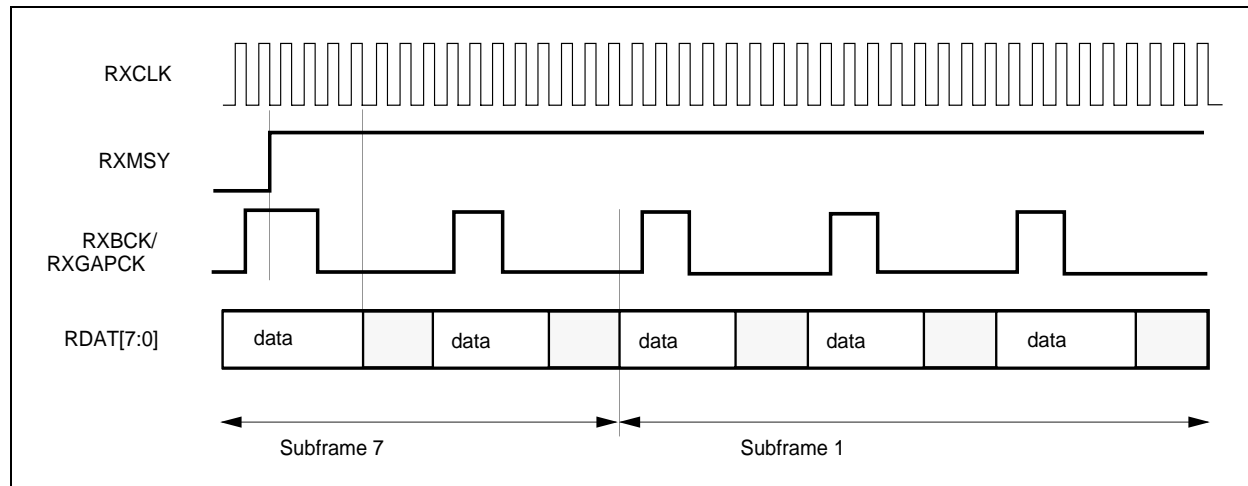 RXCLK
RXMSY
RXBCK/
RXGAPCK
RDAT[7:0]
data
data
data
data
data
Subframe 7
Subframe 1